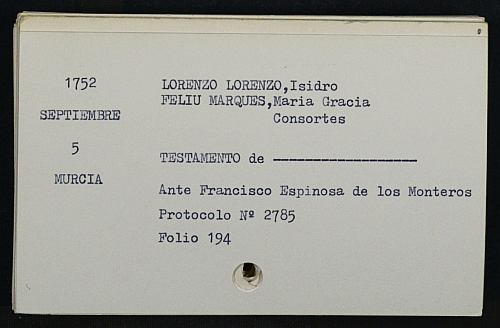 1752
LORENZO LORENZO,Isidro
FELIU MARQUES,Maria Gracia
SEPTIEMBRE
Consortes
5
TESTAMENTO de -------------------
MURCIA
Ante Francisco Espinosa de los Monteros
Protocolo Nº 2785
Folio 194